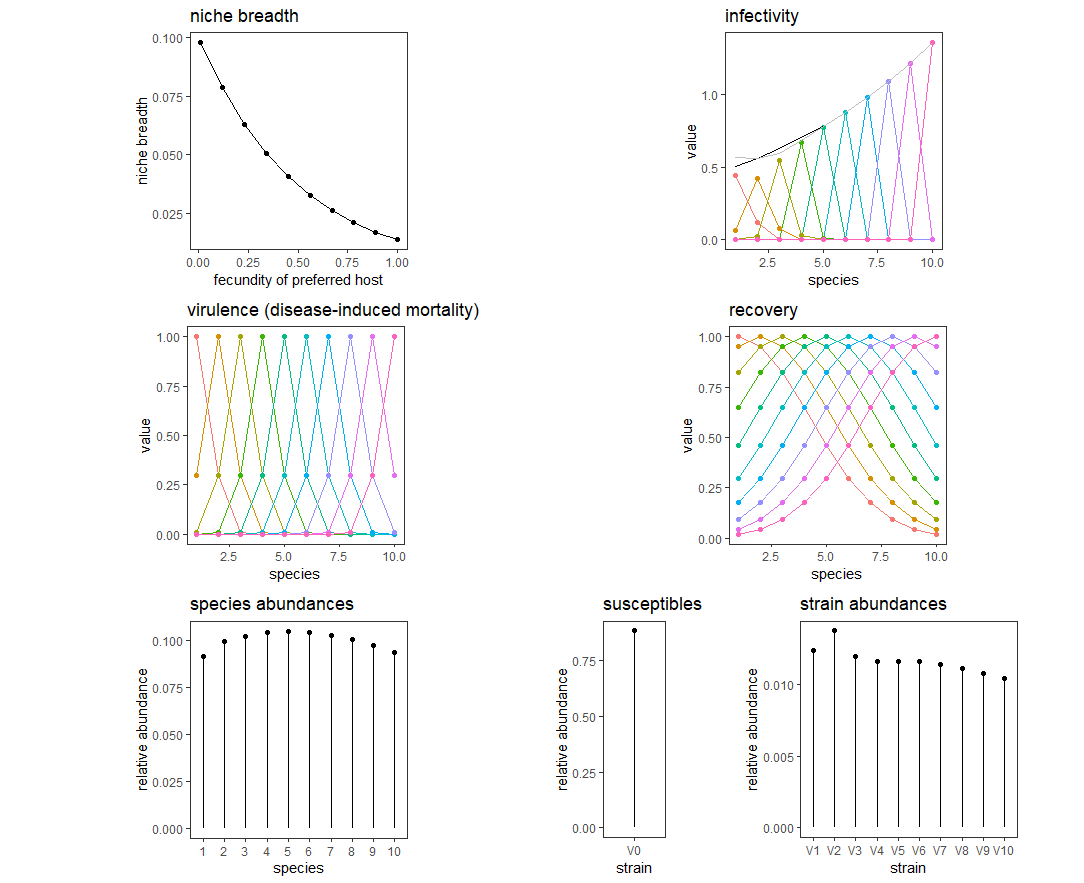 niche breadth
0.100
0.075
0.050
0.025
niche breadth
0.00 0.25 0.50 0.75 1.00
fecundity of preferred host
infectivity
1.0
0.5
0.0
value
2.5 5.0 7.5 10.0
species
virulence (disease-induced mortality)
1.00
0.75
0.50
0.25
0.00
value
2.5 5.0 7.5 10.0
species
recovery
1.00
0.75
0.50
0.25
0.00
value
2.5 5.0 7.5 10.0
species
species abundances
0.100
0.075
0.050
0.025
0.000
relative abundance
1 2 3 4 5 6 7 8 9 10
species
susceptibles
0.75
0.50
0.25
0.00
relative abundance
V0
strain
strain abundances
0.010
0.005
0.000
relative abundance
V1 V2 V3 V4 V5 V6 V7 V8 V9 V10
strain